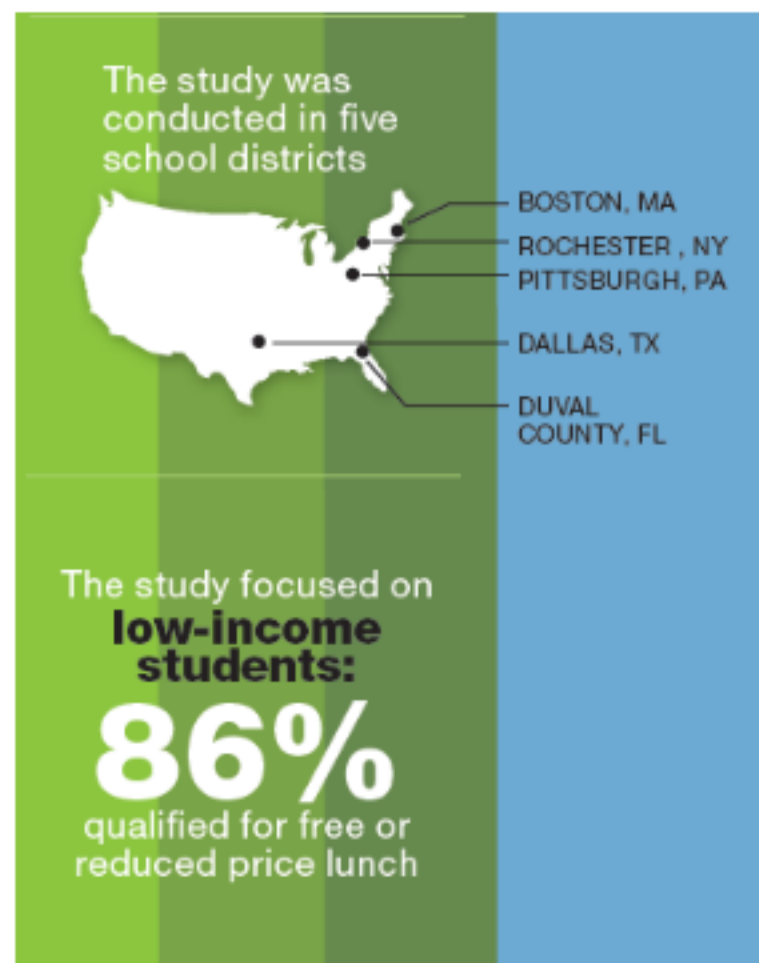 The study was
conducted in five
school districts
BOSTON, MA
ROCHESTER , NY
PITTSBURGH, PA
DALLAS, TX
DUVAL
COUNTY, FL
The study focused on
low-income
students:
86%
qualified for free or
reduced price lunch